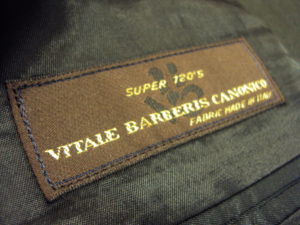 SUPER 120'S
VITALE BARBERIS CANONICO
FABRIC MADE IN ITALY